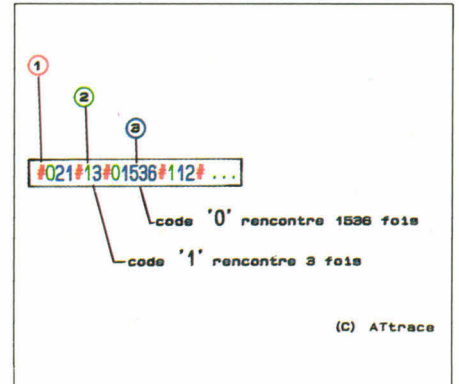 1
2
3
#021#13#01536#112# ...
code '0' rencontre 1536 fois
code '1' rencontre 3 fois
(C) ATtrace